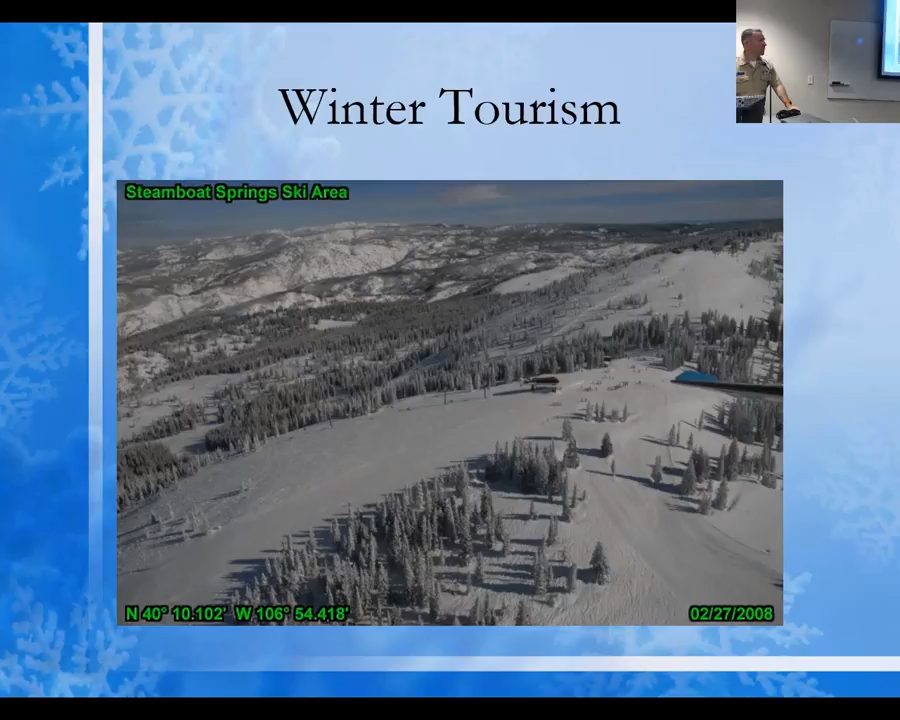 Winter Tourism
Steamboat Springs Ski Area
N 40° 10.102' W 106° 54.418'
02/27/2008